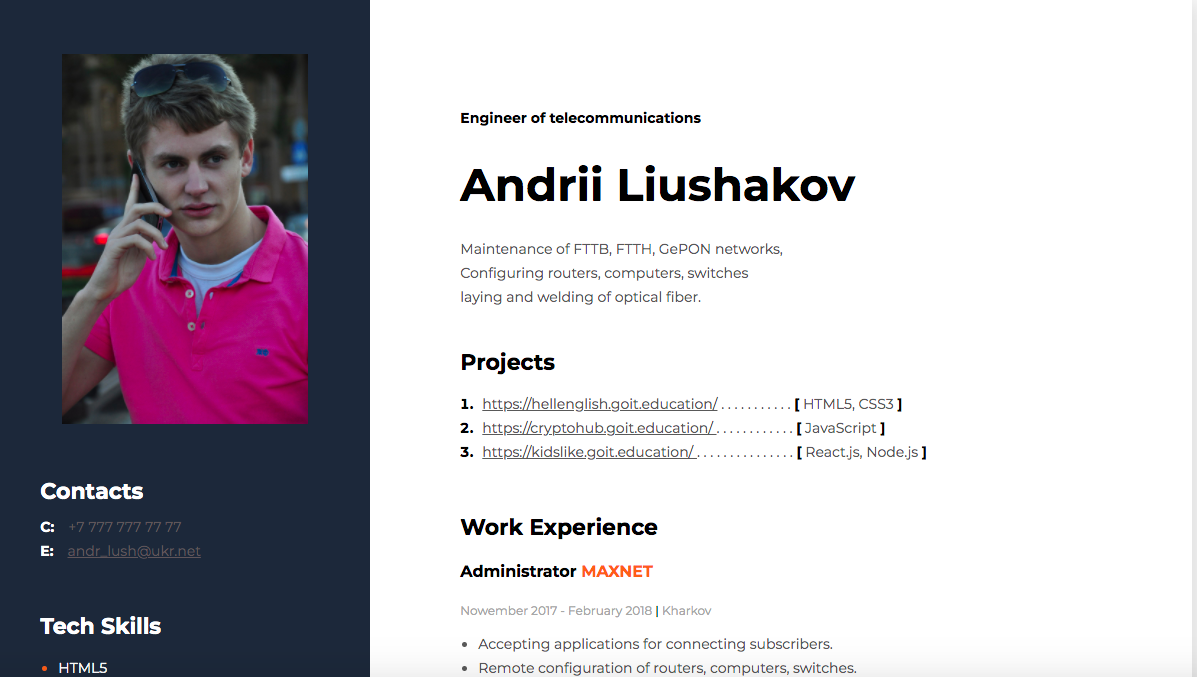 Contacts
C: +7 777 777 77 77
E: andr_lush@ukr.net
Tech Skills
HTML5
Engineer of telecommunications
Andrii Liushakov
Maintenance of FTTB, FTTH, GePON networks,
Configuring routers, computers, switches
laying and welding of optical fiber.
Projects
1. https://hellenglish.goit.education/ . . . . . . . . . . . [ HTML5, CSS3 ]
2. https://cryptohub.goit.education/ . . . . . . . . . . . . [ JavaScript ]
3. https://kidslike.goit.education/ . . . . . . . . . . . . . . . [ React.js, Node.js ]
Work Experience
Administrator MAXNET
Nowember 2017 - February 2018 | Kharkov
• Accepting applications for connecting subscribers.
• Remote configuration of routers, computers, switches.